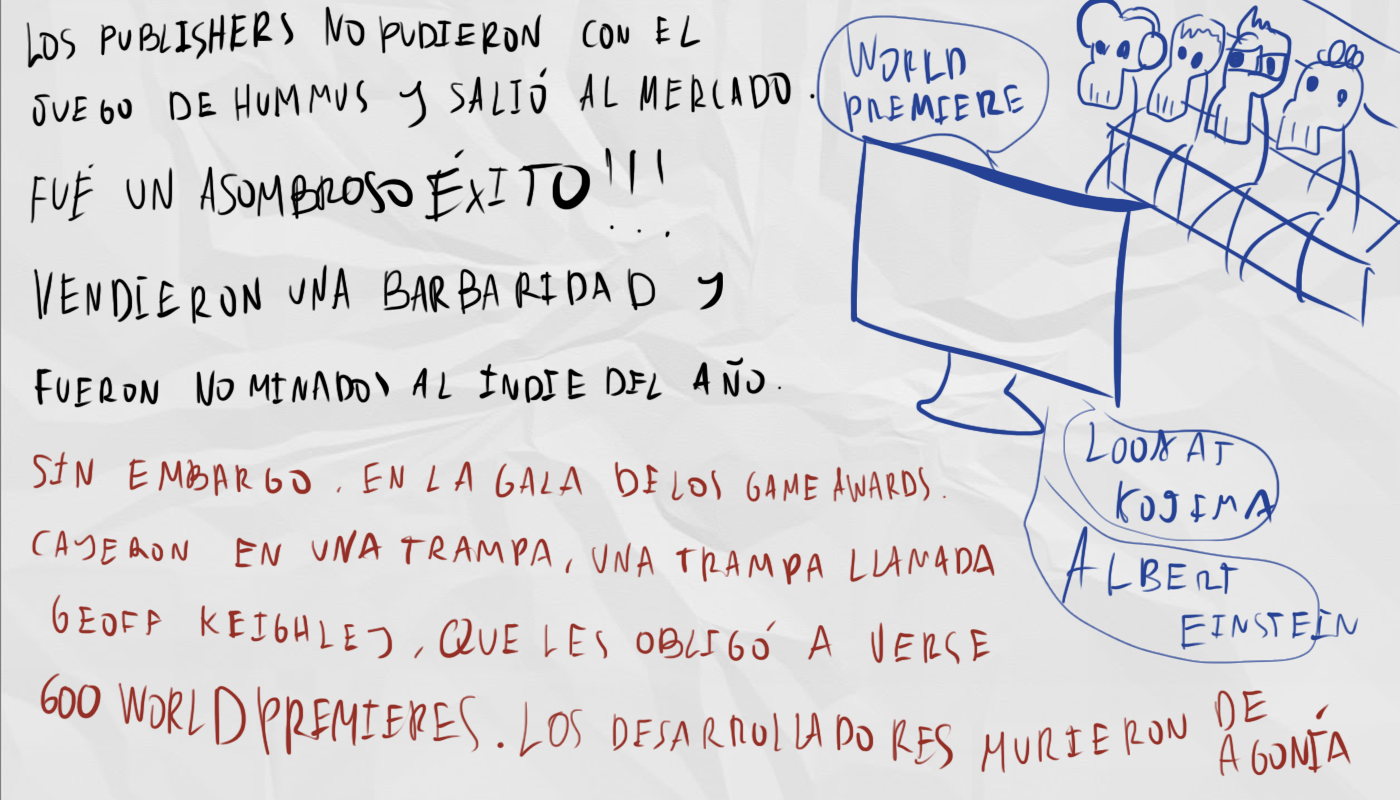 LOS PUBLISHERS NO PUDIERON CON EL
JUEGO DE HUMMUS Y SALIÓ AL MERCADO.
FUÉ UN ASOMBROSO ÉXITO!!!...
VENDIERON UNA BARBARIDAD Y
FUERON NOMINADOS AL INDIE DEL AÑO.
SIN EMBARGO, EN LA GALA DE LOS GAME AWARDS.
CAYERON EN UNA TRAMPA, UNA TRAMPA LLAMADA
GEOFF KEIGHLEY, QUE LES OBLIGÓ A VERSE
600 WORLD PREMIERES. LOS DESARROLLADORES MURIERON DE
AGONÍA
WORLD
PREMIERE
LOOK AT
KOJIMA
ALBERT
EINSTEIN